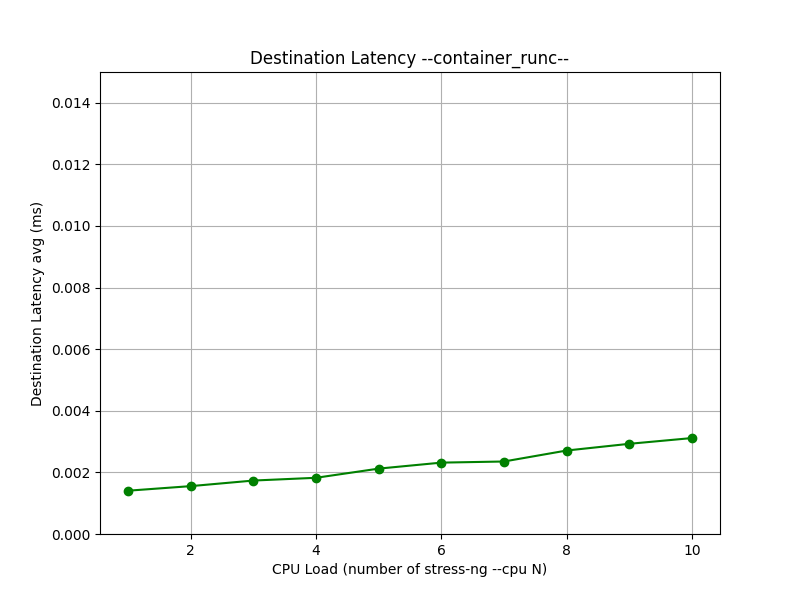 Destination Latency --container_runc--
0.014
0.012
0.010
0.008
0.006
0.004
0.002
0.000
Destination Latency avg (ms)
2 4 6 8 10
CPU Load (number of stress-ng --cpu N)